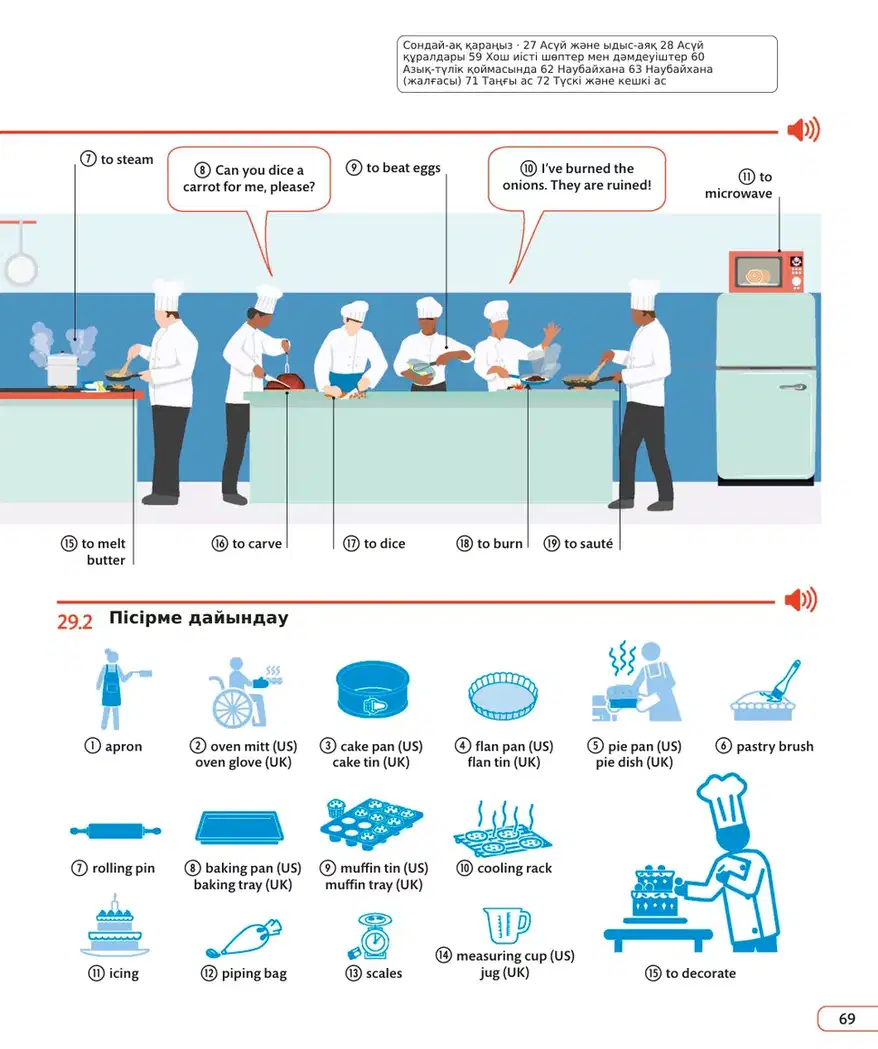 Сондай-ақ қараңыз · 27 Асүй және ыдыс-аяқ 28 Асүй
құралдары 59 Хош иісті шөптер мен дәмдеуіштер 60
Азық-түлік қоймасында 62 Наубайхана 63 Наубайхана
(жалғасы) 71 Таңғы ас 72 Түскі және кешкі ас
⑦ to steam
⑧ Can you dice a
carrot for me, please?
⑨ to beat eggs
⑩ I've burned the
onions. They are ruined!
⑪ to
microwave
⑮ to melt
butter
⑯ to carve
⑰ to dice
⑱ to burn
⑲ to sauté
29.2 Пісірме дайындау
① apron
② oven mitt (US)
oven glove (UK)
③ cake pan (US)
cake tin (UK)
④ flan pan (US)
flan tin (UK)
⑤ pie pan (US)
pie dish (UK)
⑥ pastry brush
⑦ rolling pin
⑧ baking pan (US)
baking tray (UK)
⑨ muffin tin (US)
muffin tray (UK)
⑩ cooling rack
⑪ icing
⑫ piping bag
⑬ scales
⑭ measuring cup (US)
jug (UK)
⑮ to decorate
69